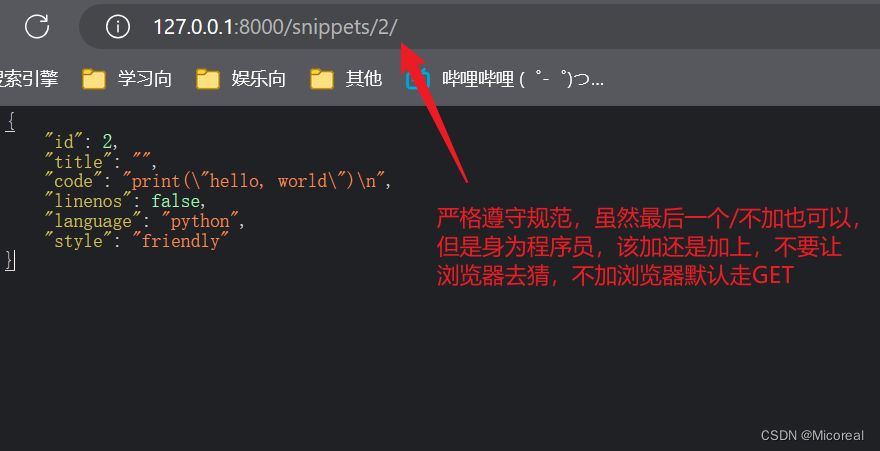 127.0.0.1:8000/snippets/2/
搜索引擎 学习向 娱乐向 其他 哔哩哔哩 ( ゜- ゜)つ...
{
"id": 2,
"title": "",
"code": "print(\"hello, world\")\n",
"linenos": false,
"language": "python",
"style": "friendly"
}
严格遵守规范，虽然最后一个/不加也可以，
但是身为程序员，该加还是加上，不要让
浏览器去猜，不加浏览器默认走GET
CSDN @Micoreal